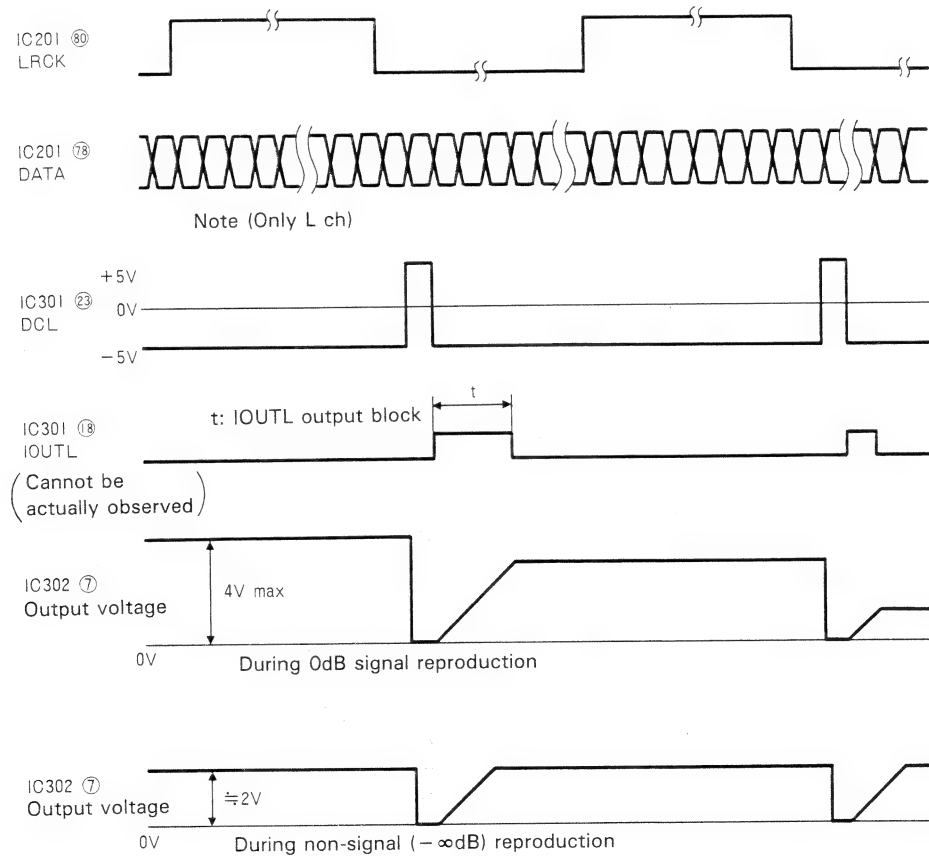 IC201 ⑧⓪
LRCK
IC201 ⑦⑧
DATA
Note (Only L ch)
+5V
IC301 ㉓
0V
DCL
−5V
t
t: IOUTL output block
IC301 ⑱
IOUTL
(Cannot be
actually observed)
IC302 ⑦
4V max
Output voltage
0V
During 0dB signal reproduction
IC302 ⑦
≒2V
Output voltage
0V
During non-signal (−∞dB) reproduction